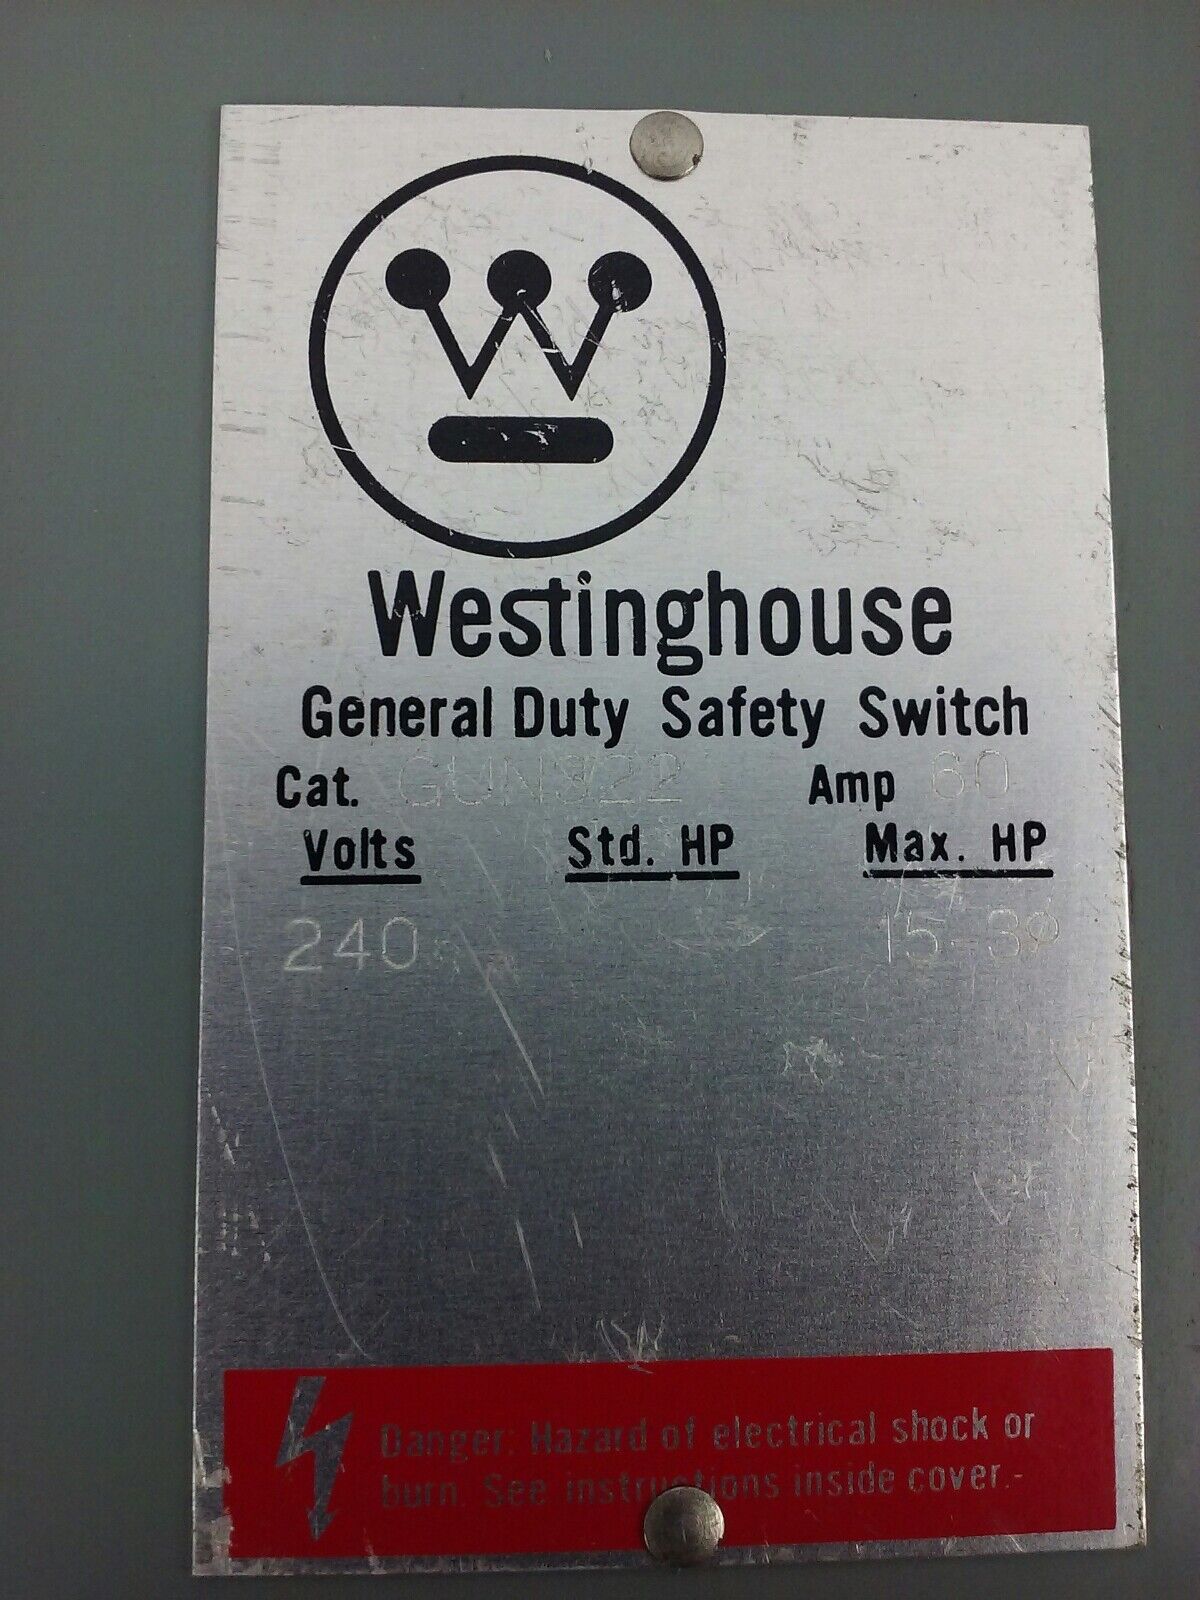 W
Westinghouse
General Duty Safety Switch
Cat. GUN322 Amp 60
Volts Std. HP Max. HP
240 15-3Φ
Danger: Hazard of electrical shock or
burn. See instructions inside cover.-